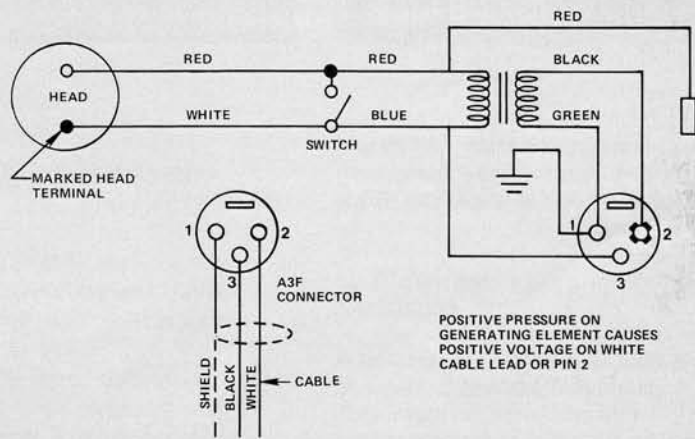 RED
RED
RED
BLACK
HEAD
WHITE
BLUE
GREEN
SWITCH
MARKED HEAD
TERMINAL
1
2
3
A3F
CONNECTOR
1
2
3
SHIELD
BLACK
WHITE
CABLE
POSITIVE PRESSURE ON
GENERATING ELEMENT CAUSES
POSITIVE VOLTAGE ON WHITE
CABLE LEAD OR PIN 2